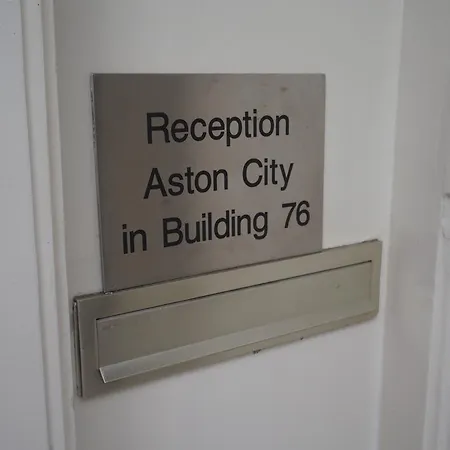 Reception
Aston City
in Building 76